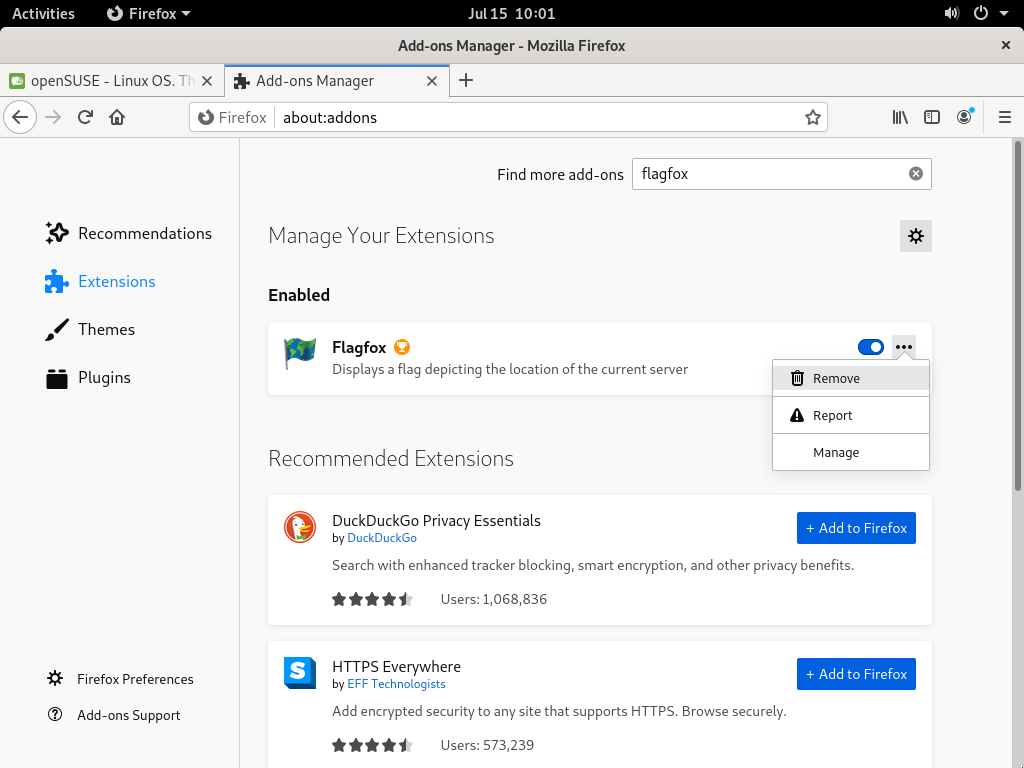 Activities Firefox Jul 15 10:01
Add-ons Manager - Mozilla Firefox
openSUSE - Linux OS. Th Add-ons Manager
Firefox about:addons
Find more add-ons flagfox
Recommendations
Extensions
Themes
Plugins
Firefox Preferences
Add-ons Support
Manage Your Extensions
Enabled
Flagfox
Displays a flag depicting the location of the current server
Remove
Report
Manage
Recommended Extensions
DuckDuckGo Privacy Essentials
by DuckDuckGo
+ Add to Firefox
Search with enhanced tracker blocking, smart encryption, and other privacy benefits.
Users: 1,068,836
S
HTTPS Everywhere
by EFF Technologists
+ Add to Firefox
Add encrypted security to any site that supports HTTPS. Browse securely.
Users: 573,239